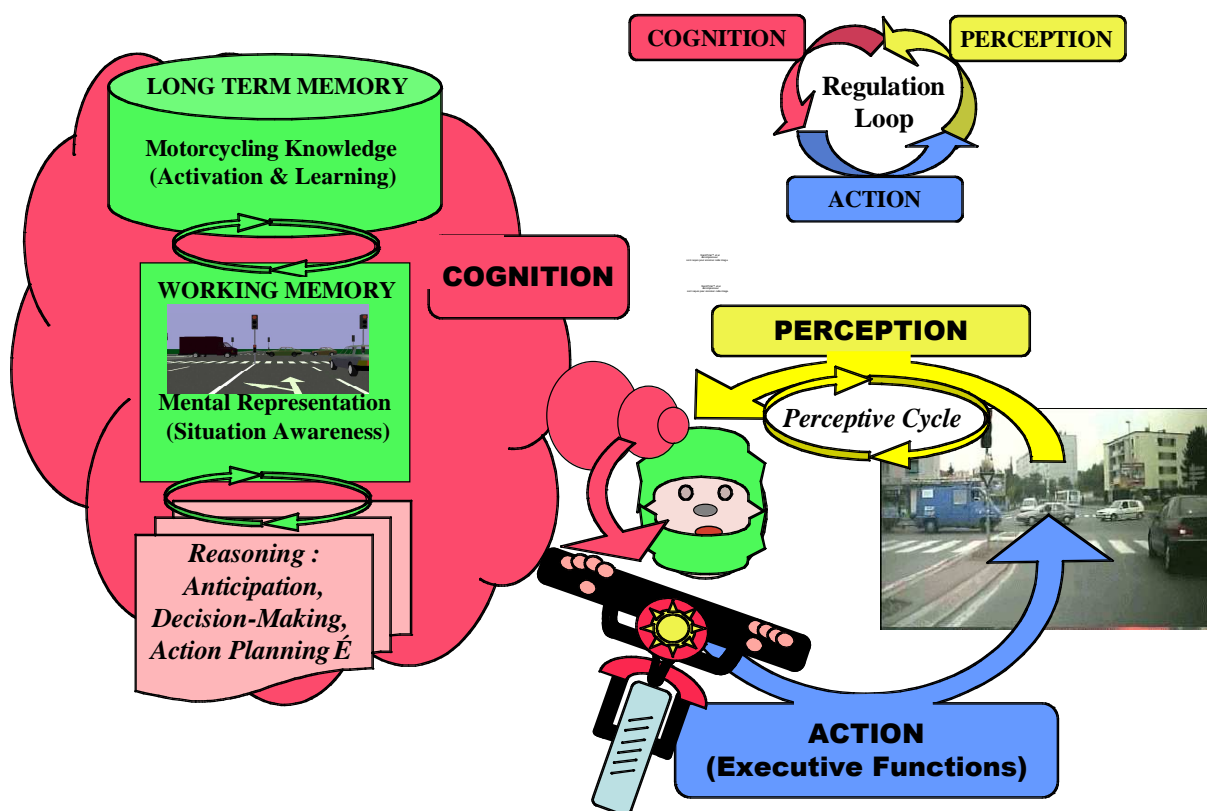 COGNITION
PERCEPTION
Regulation
Loop
ACTION
LONG TERM MEMORY
Motorcycling Knowledge
(Activation & Learning)
WORKING MEMORY
Mental Representation
(Situation Awareness)
Reasoning :
Anticipation,
Decision-Making,
Action Planning É
COGNITION
PERCEPTION
Perceptive Cycle
ACTION
(Executive Functions)